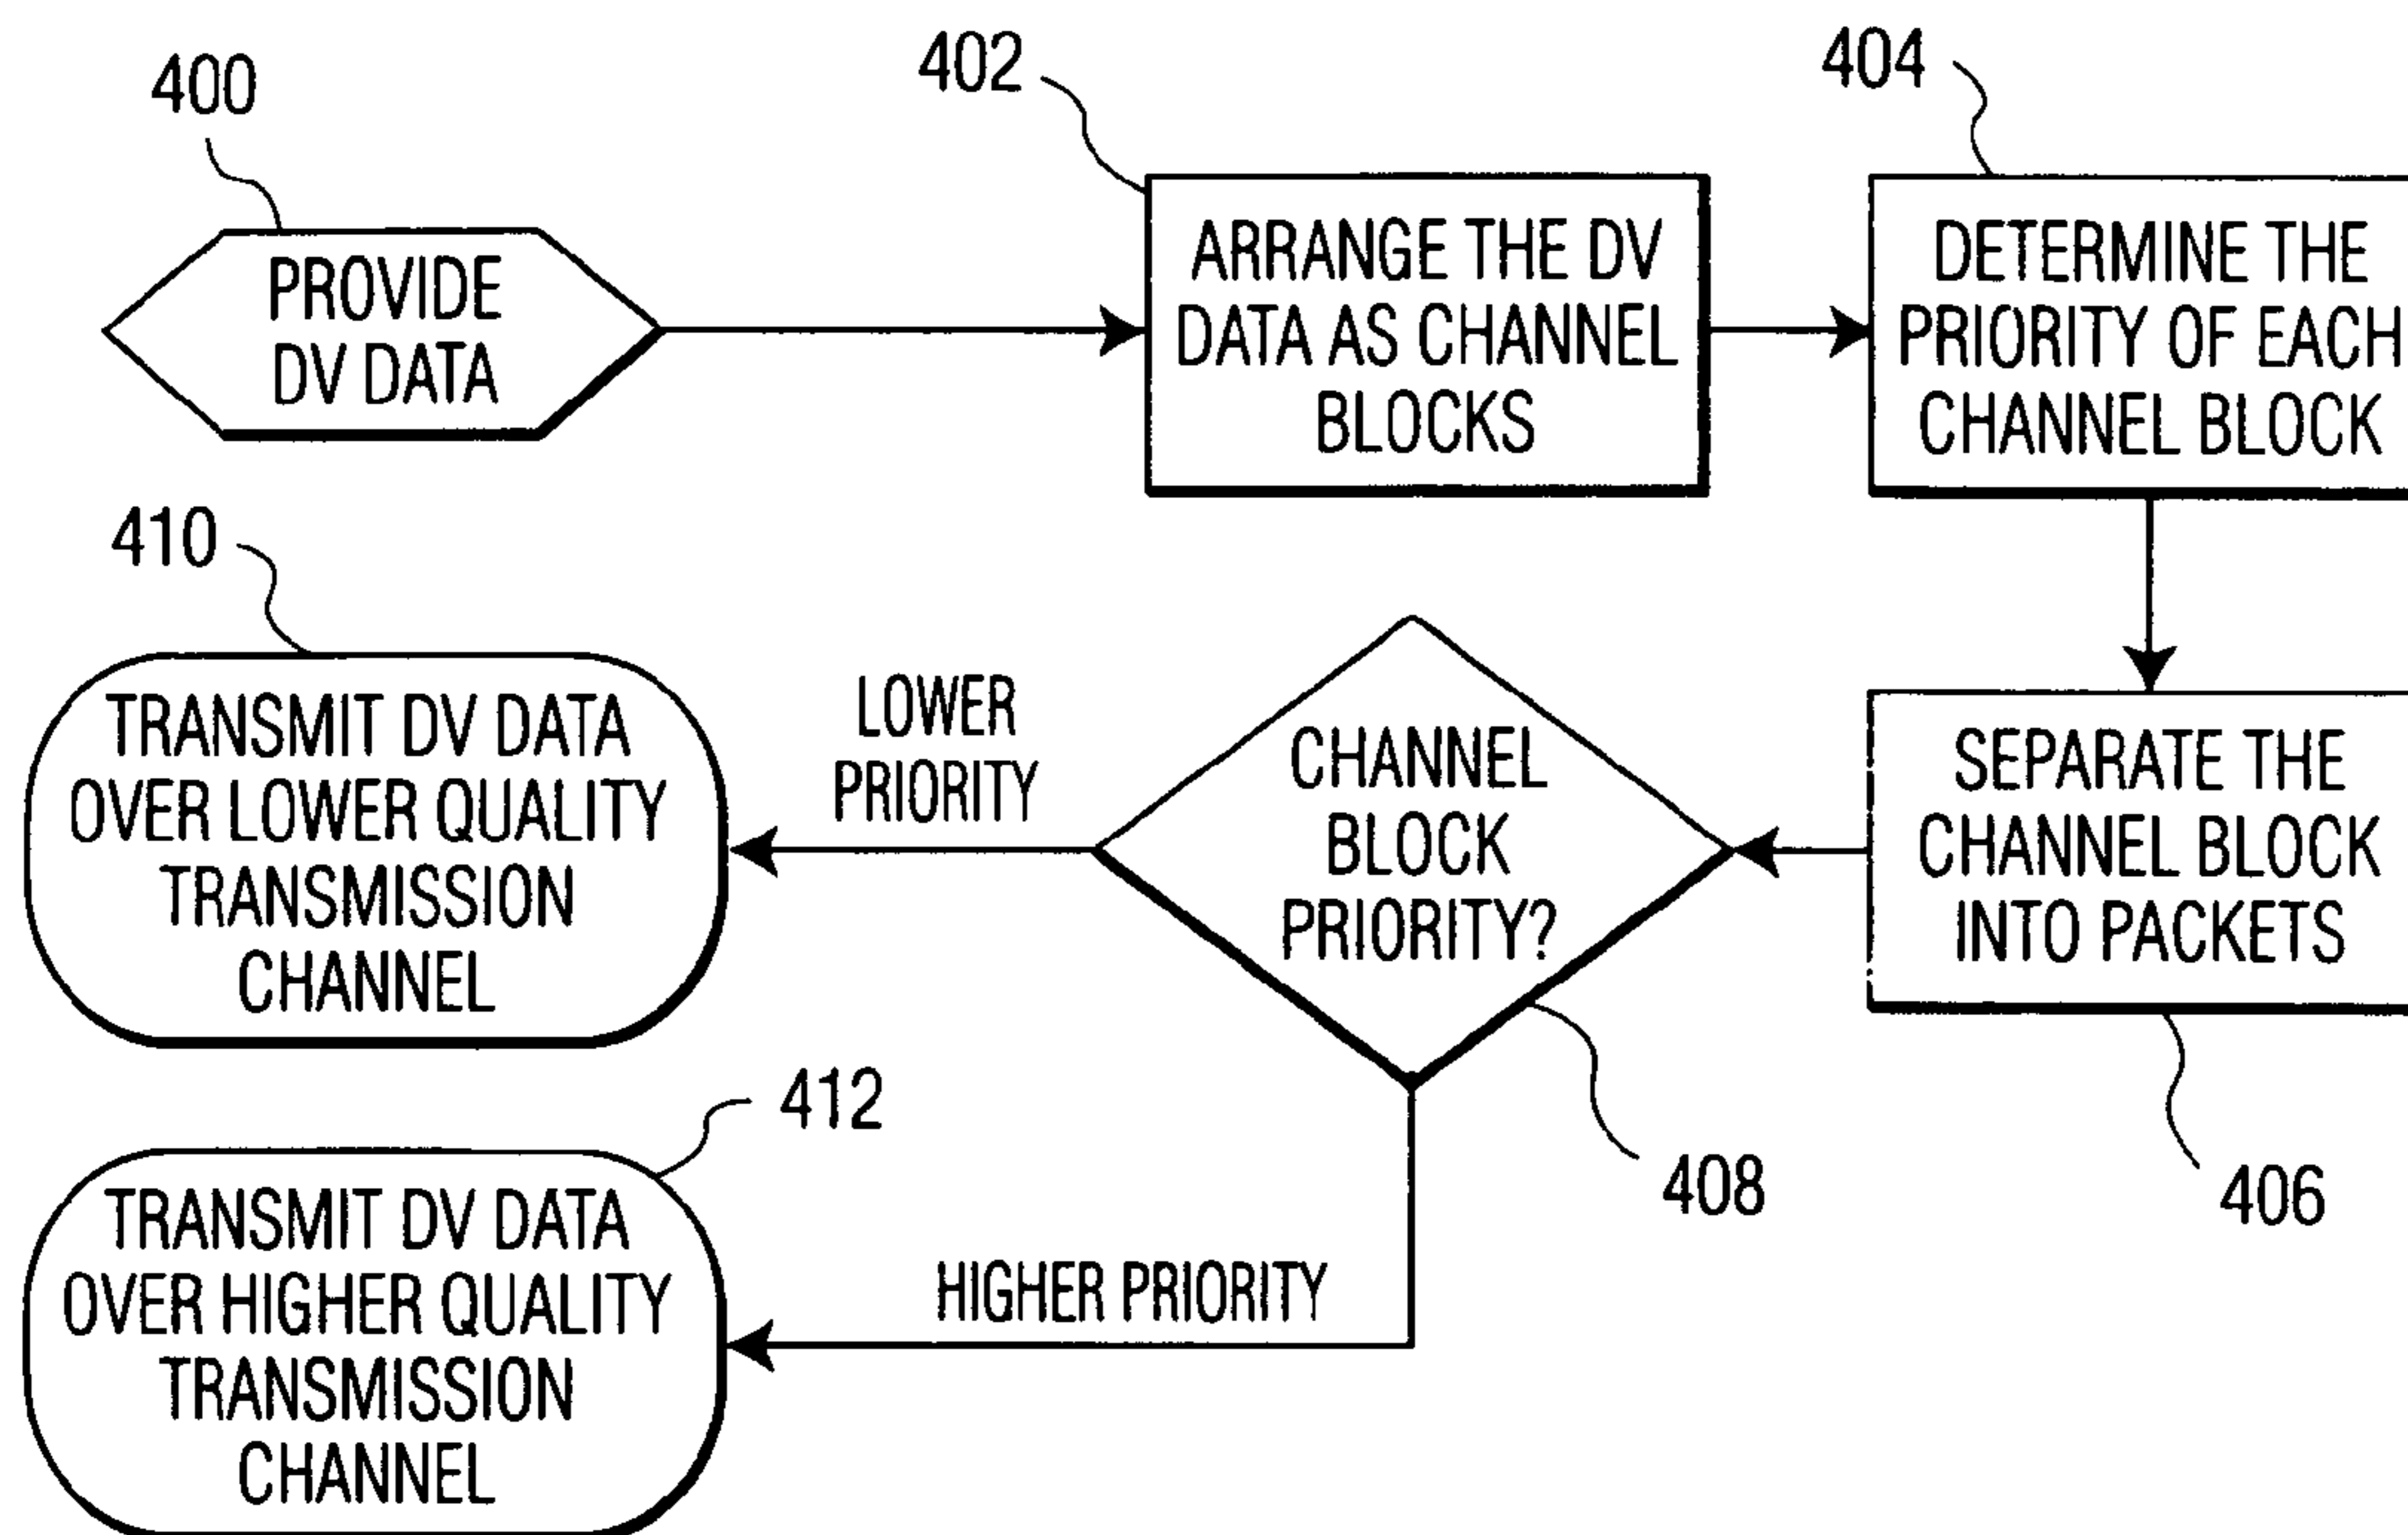 400
PROVIDE
DV DATA
402
ARRANGE THE DV
DATA AS CHANNEL
BLOCKS
404
DETERMINE THE
PRIORITY OF EACH
CHANNEL BLOCK
406
SEPARATE THE
CHANNEL BLOCK
INTO PACKETS
408
CHANNEL
BLOCK
PRIORITY?
LOWER
PRIORITY
410
TRANSMIT DV DATA
OVER LOWER QUALITY
TRANSMISSION
CHANNEL
HIGHER PRIORITY
412
TRANSMIT DV DATA
OVER HIGHER QUALITY
TRANSMISSION
CHANNEL